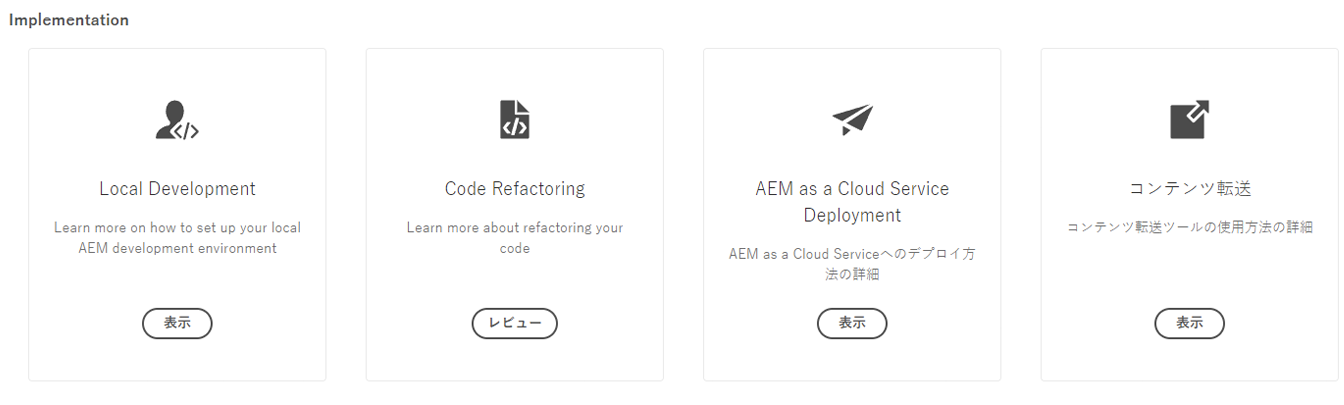 Implementation
Local Development
Learn more on how to set up your local
AEM development environment
表示
Code Refactoring
Learn more about refactoring your
code
レビュー
AEM as a Cloud Service
Deployment
AEM as a Cloud Serviceへのデプロイ方
法の詳細
表示
コンテンツ転送
コンテンツ転送ツールの使用方法の詳細
表示